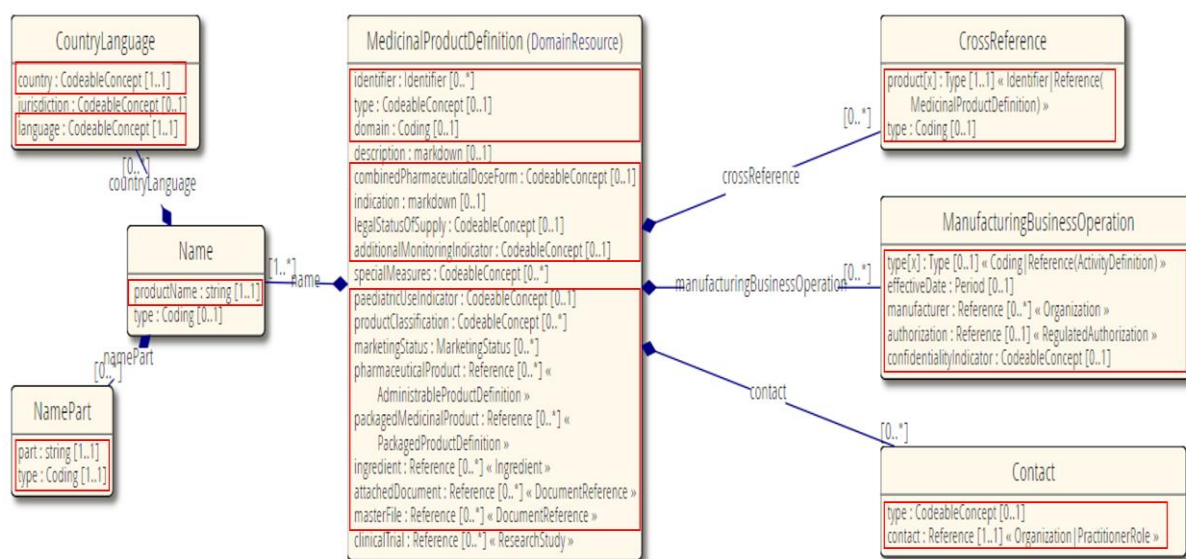 CountryLanguage
country : CodeableConcept [1..1]
jurisdiction : CodeableConcept [0..1]
language : CodeableConcept [1..1]
[0..*]
countryLanguage
Name
productName : string [1..1]
type : Coding [0..1]
namePart
[0..*]
NamePart
part : string [1..1]
type : Coding [1..1]
[1..*]
name
MedicinalProductDefinition (DomainResource)
identifier : Identifier [0..*]
type : CodeableConcept [0..1]
domain : Coding [0..1]
description : markdown [0..1]
combinedPharmaceuticalDoseForm : CodeableConcept [0..1]
indication : markdown [0..1]
legalStatusOfSupply : CodeableConcept [0..1]
additionalMonitoringIndicator : CodeableConcept [0..1]
specialMeasures : CodeableConcept [0..*]
paediatricUseIndicator : CodeableConcept [0..1]
productClassification : CodeableConcept [0..*]
marketingStatus : MarketingStatus [0..*]
pharmaceuticalProduct : Reference [0..*] «
AdministrableProductDefinition »
packagedMedicinalProduct : Reference [0..*] «
PackagedProductDefinition »
ingredient : Reference [0..*] « Ingredient »
attachedDocument : Reference [0..*] « DocumentReference »
masterFile : Reference [0..*] « DocumentReference »
clinicalTrial : Reference [0..*] « ResearchStudy »
crossReference
[0..*]
CrossReference
product[x] : Type [1..1] « Identifier|Reference(
MedicinalProductDefinition) »
type : Coding [0..1]
manufacturingBusinessOperation
[0..*]
ManufacturingBusinessOperation
type[x] : Type [0..1] « Coding|Reference(ActivityDefinition) »
effectiveDate : Period [0..1]
manufacturer : Reference [0..*] « Organization »
authorization : Reference [0..1] « RegulatedAuthorization »
confidentialityIndicator : CodeableConcept [0..1]
contact
[0..*]
Contact
type : CodeableConcept [0..1]
contact : Reference [1..1] « Organization|PractitionerRole »